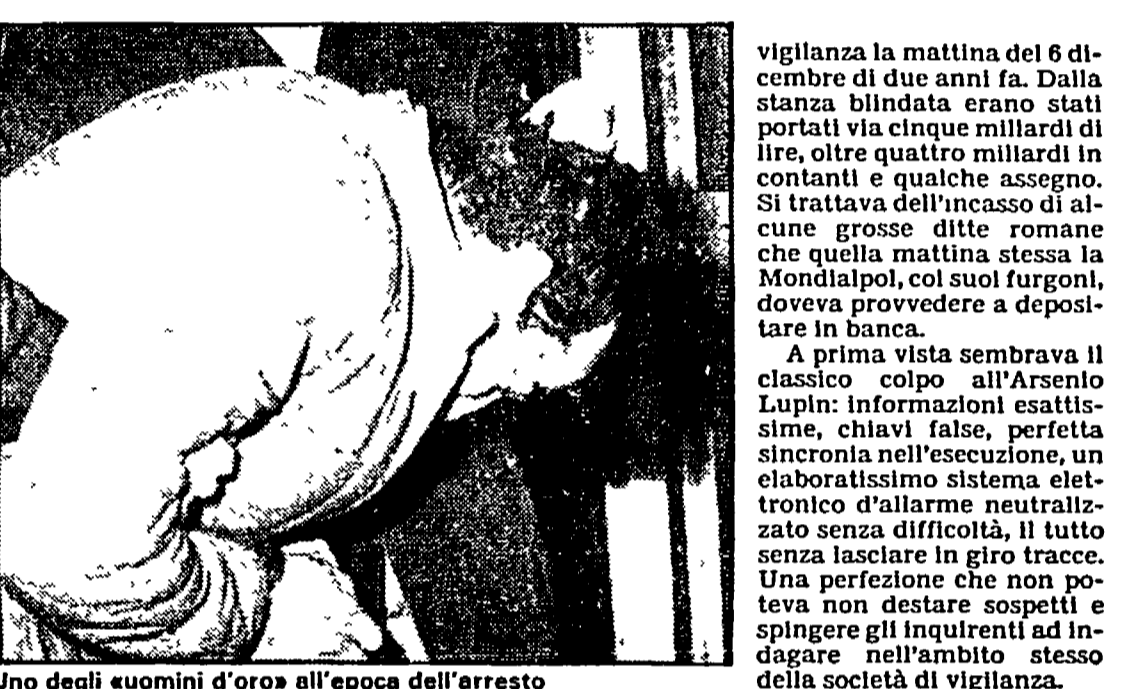 vigilanza la mattina del 6 di-
cembre di due anni fa. Dalla
stanza blindata erano stati
portati via cinque miliardi di
lire, oltre quattro miliardi in
contanti e qualche assegno.
Si trattava dell'incasso di al-
cune grosse ditte romane
che quella mattina stessa la
Mondialpol, coi suoi furgoni,
doveva provvedere a deposi-
tare in banca.
A prima vista sembrava il
classico colpo all'Arsenio
Lupin: informazioni esattis-
sime, chiavi false, perfetta
sincronia nell'esecuzione, un
elaboratissimo sistema elet-
tronico d'allarme neutraliz-
zato senza difficoltà, il tutto
senza lasciare in giro tracce.
Una perfezione che non po-
teva non destare sospetti e
spingere gli inquirenti ad in-
dagare nell'ambito stesso
della società di vigilanza.
Uno degli «uomini d'oro» all'epoca dell'arresto